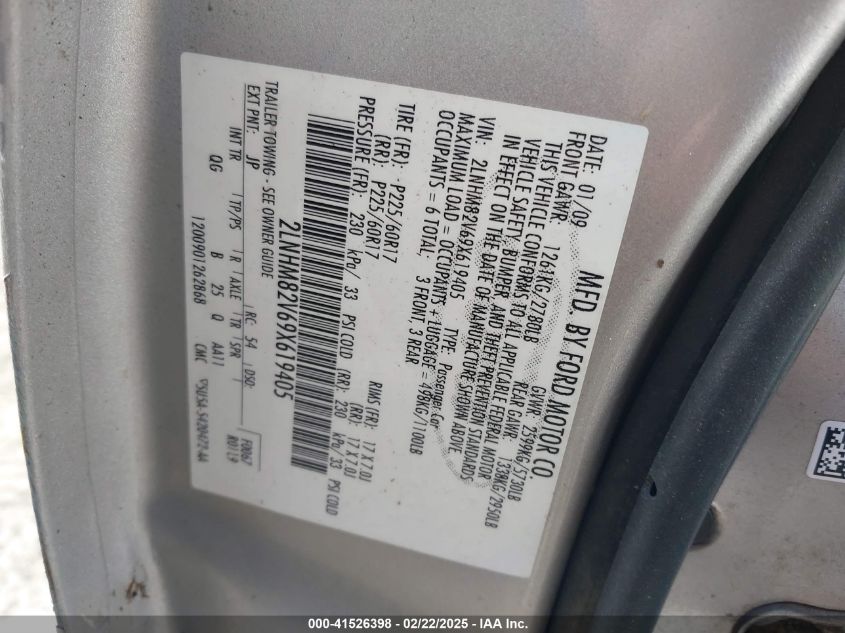 MFD. BY FORD MOTOR CO.
DATE: 01/09 GVWR: 2599KG/5730LB
FRONT GAWR: 1261KG/2780LB REAR GAWR: 1338KG/2950LB
THIS VEHICLE CONFORMS TO ALL APPLICABLE FEDERAL MOTOR
VEHICLE SAFETY, BUMPER, AND THEFT PREVENTION STANDARDS
IN EFFECT ON THE DATE OF MANUFACTURE SHOWN ABOVE.
VIN: 2LNHM82V69X619405 TYPE: Passenger Car
MAXIMUM LOAD = OCCUPANTS + LUGGAGE = 498KG/1100LB
OCCUPANTS = 6 TOTAL; 3 FRONT, 3 REAR
TIRE (FR): P225/60R17 RIMS (FR): 17 X 7.0J
(RR): P225/60R17 (RR): 17 X 7.0J
PRESSURE (FR): 230 kPa/ 33 PSI COLD (RR): 230 kPa/ 33 PSI COLD
2LNHM82V69X619405
TRAILER TOWING - SEE OWNER GUIDE
EXT PNT: JP RC: 54 DSO: F0067
R0119
INT TR TP/PS R AXLE TR SPR
QG B 25 Q AA11
1200901262868 CMC
000-41526398 - 02/22/2025 - IAA Inc.